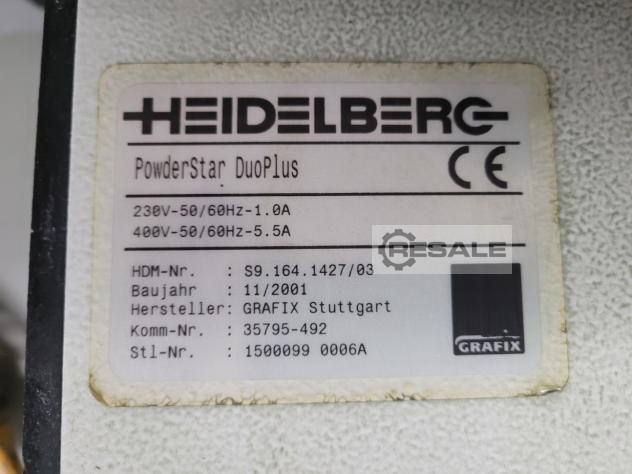 HEIDELBERG
PowderStar DuoPlus
CE
230V-50/60Hz-1.0A
400V-50/60Hz-5.5A
RESALE
HDM-Nr. : S9.164.1427/03
Baujahr : 11/2001
Hersteller: GRAFIX Stuttgart
Komm-Nr. : 35795-492
Stl-Nr. : 1500099 0006A
GRAFIX